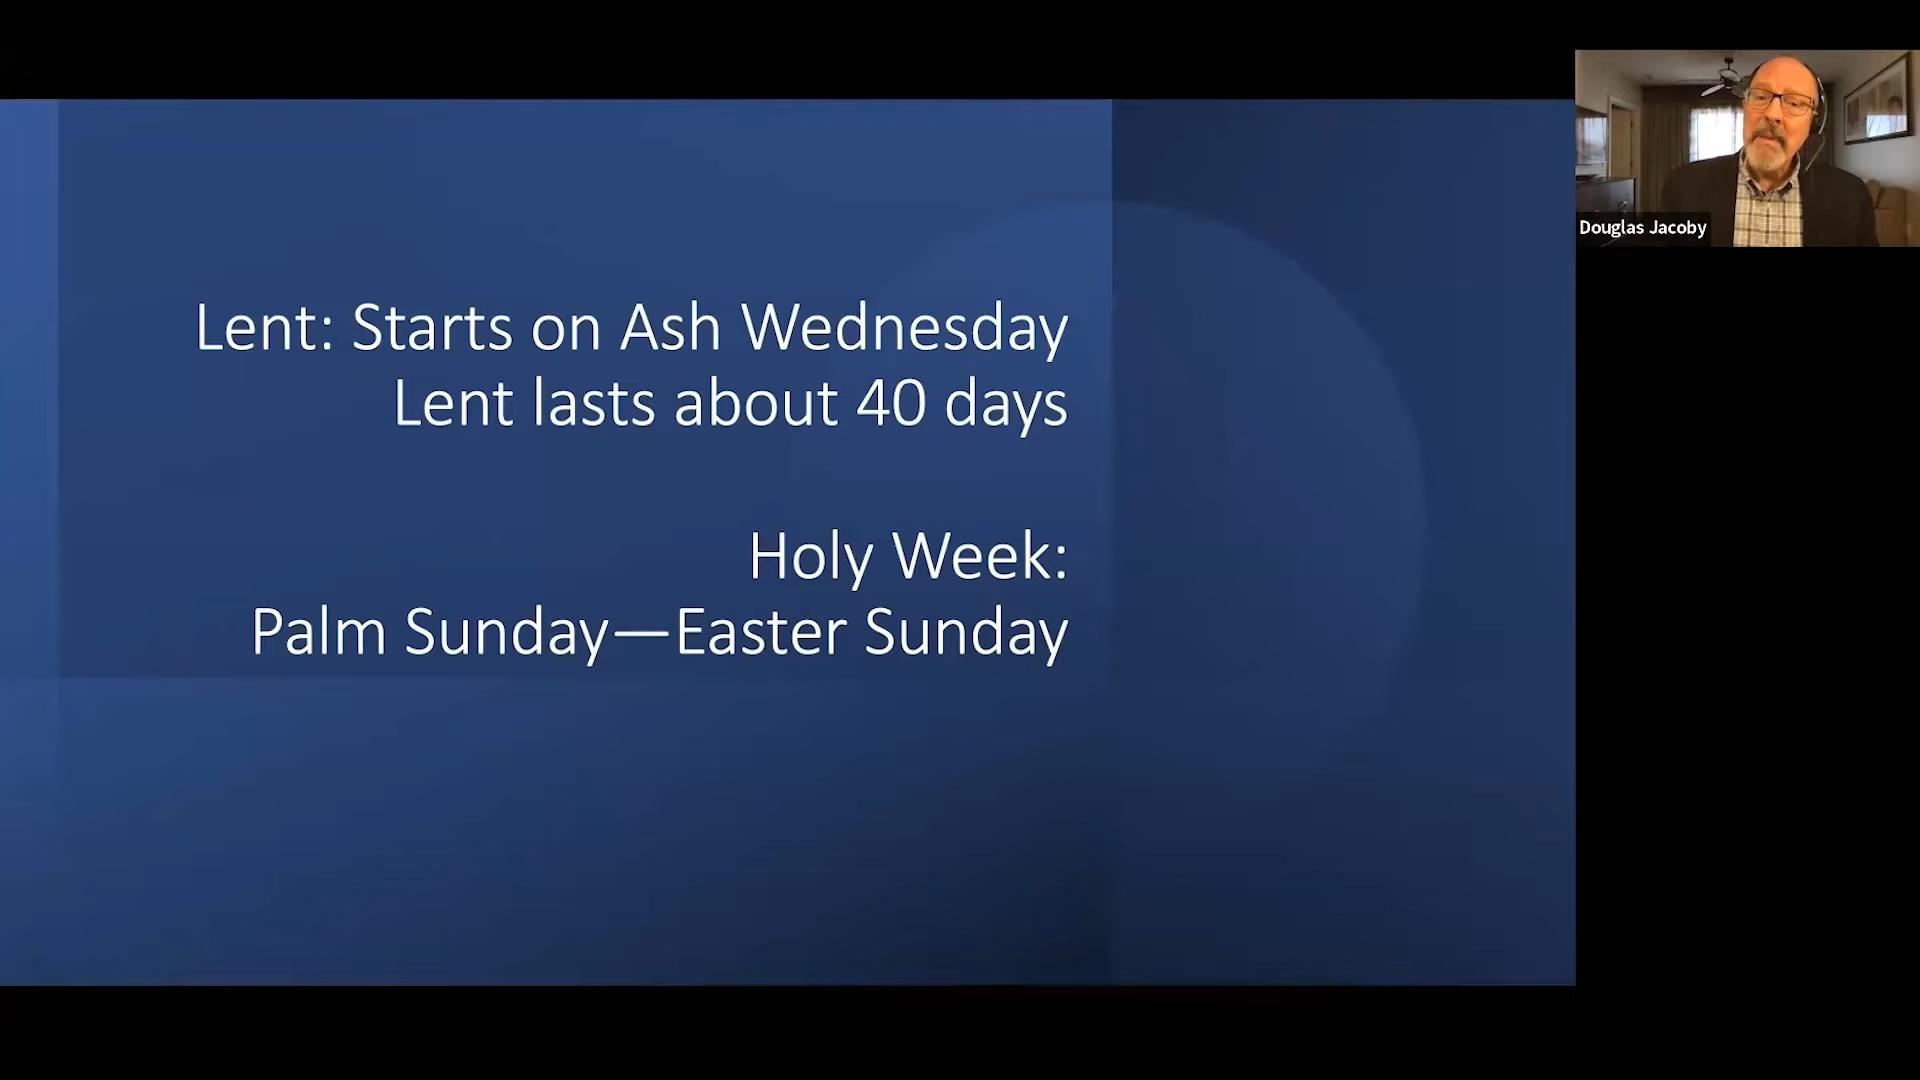 Lent: Starts on Ash Wednesday
Lent lasts about 40 days
Holy Week:
Palm Sunday—Easter Sunday
Douglas Jacoby